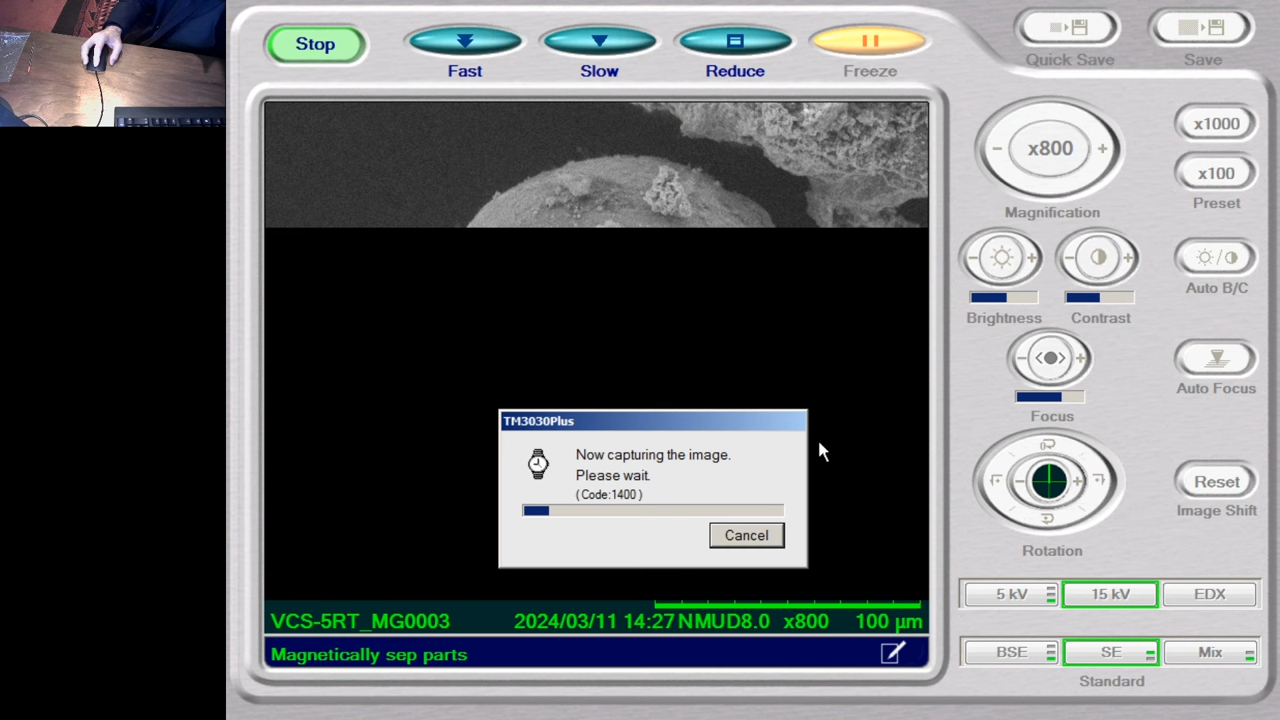 Stop
Fast
Slow
Reduce
Freeze
Quick Save
Save
x800
Magnification
x1000
x100
Preset
Brightness
Contrast
Auto B/C
Focus
Auto Focus
Rotation
Reset
Image Shift
5 kV
15 kV
EDX
BSE
SE
Mix
Standard
TM3030Plus
Now capturing the image.
Please wait.
(Code:1400 )
Cancel
VCS-5RT_MG0003 2024/03/11 14:27 NMUD8.0 x800 100 µm
Magnetically sep parts